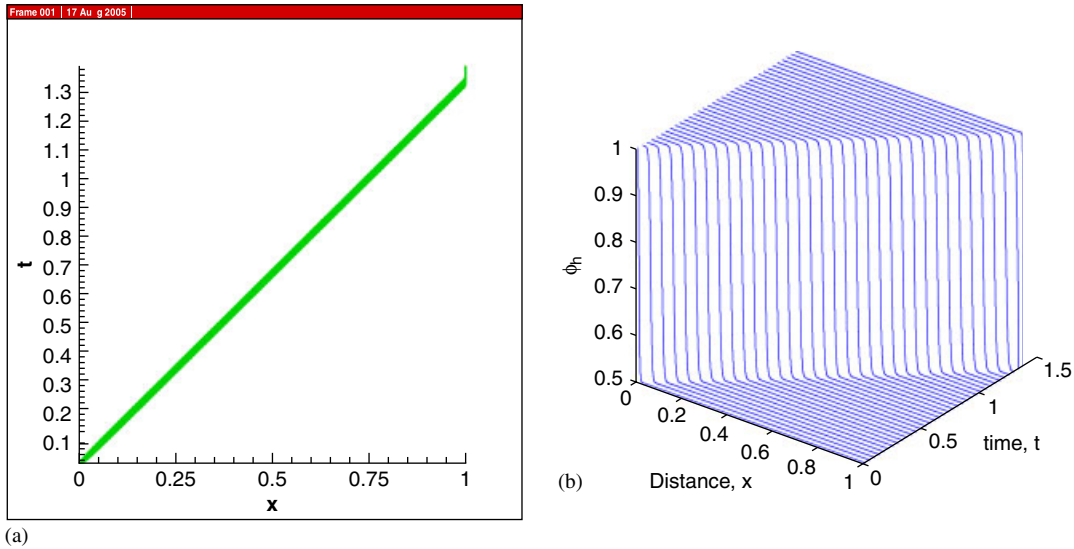 Frame 001 | 17 Au g 2005 |
1.3
1.2
1.1
1
0.9
0.8
0.7
0.6
0.5
0.4
0.3
0.2
0.1
t
0 0.25 0.5 0.75 1
x
(a)
1
0.9
0.8
0.7
0.6
0.5
ϕh
0 0.2 0.4 0.6 0.8 1
Distance, x
0 0.5 1 1.5
time, t
(b)